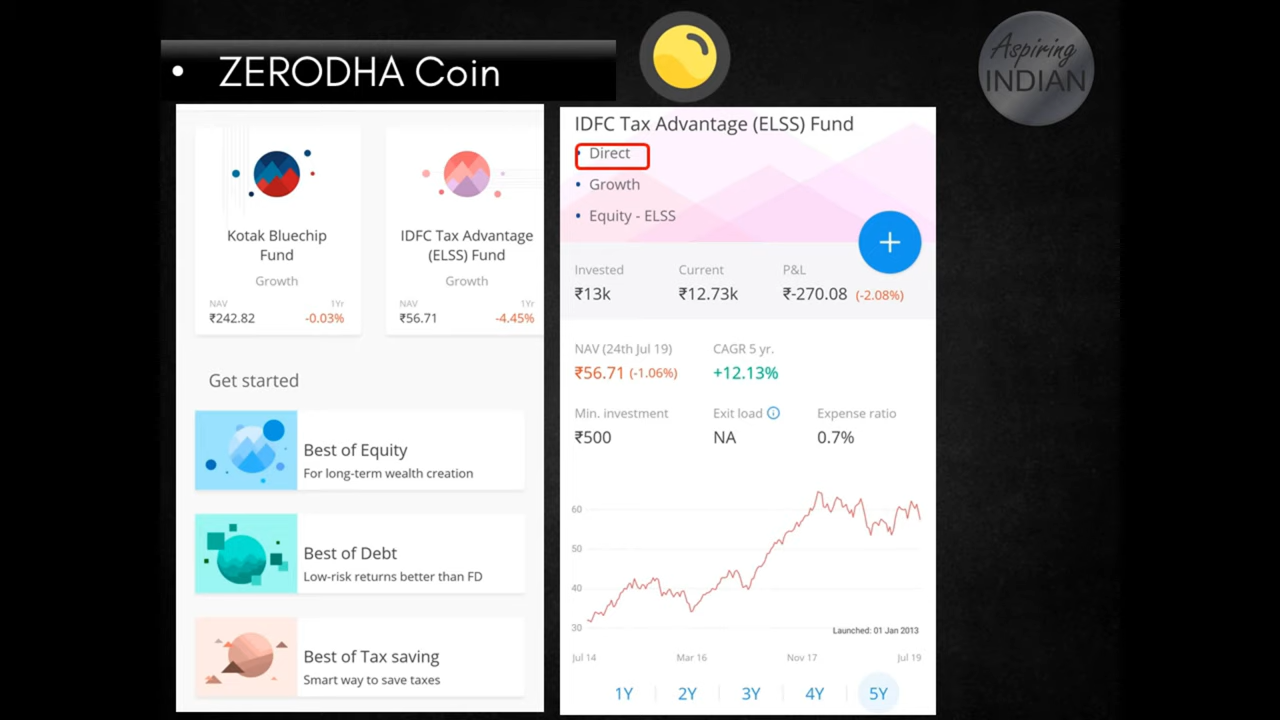 • ZERODHA Coin
Aspiring
INDIAN
Kotak Bluechip
Fund
Growth
NAV 1Yr
₹242.82 -0.03%
IDFC Tax Advantage
(ELSS) Fund
Growth
NAV 1Yr
₹56.71 -4.45%
Get started
Best of Equity
For long-term wealth creation
Best of Debt
Low-risk returns better than FD
Best of Tax saving
Smart way to save taxes
IDFC Tax Advantage (ELSS) Fund
• Direct
• Growth
• Equity - ELSS
+
Invested Current P&L
₹13k ₹12.73k ₹-270.08 (-2.08%)
NAV (24th Jul 19) CAGR 5 yr.
₹56.71 (-1.06%) +12.13%
Min. investment Exit load Expense ratio
₹500 NA 0.7%
60
50
40
30
Launched: 01 Jan 2013
Jul 14 Mar 16 Nov 17 Jul 19
1Y 2Y 3Y 4Y 5Y